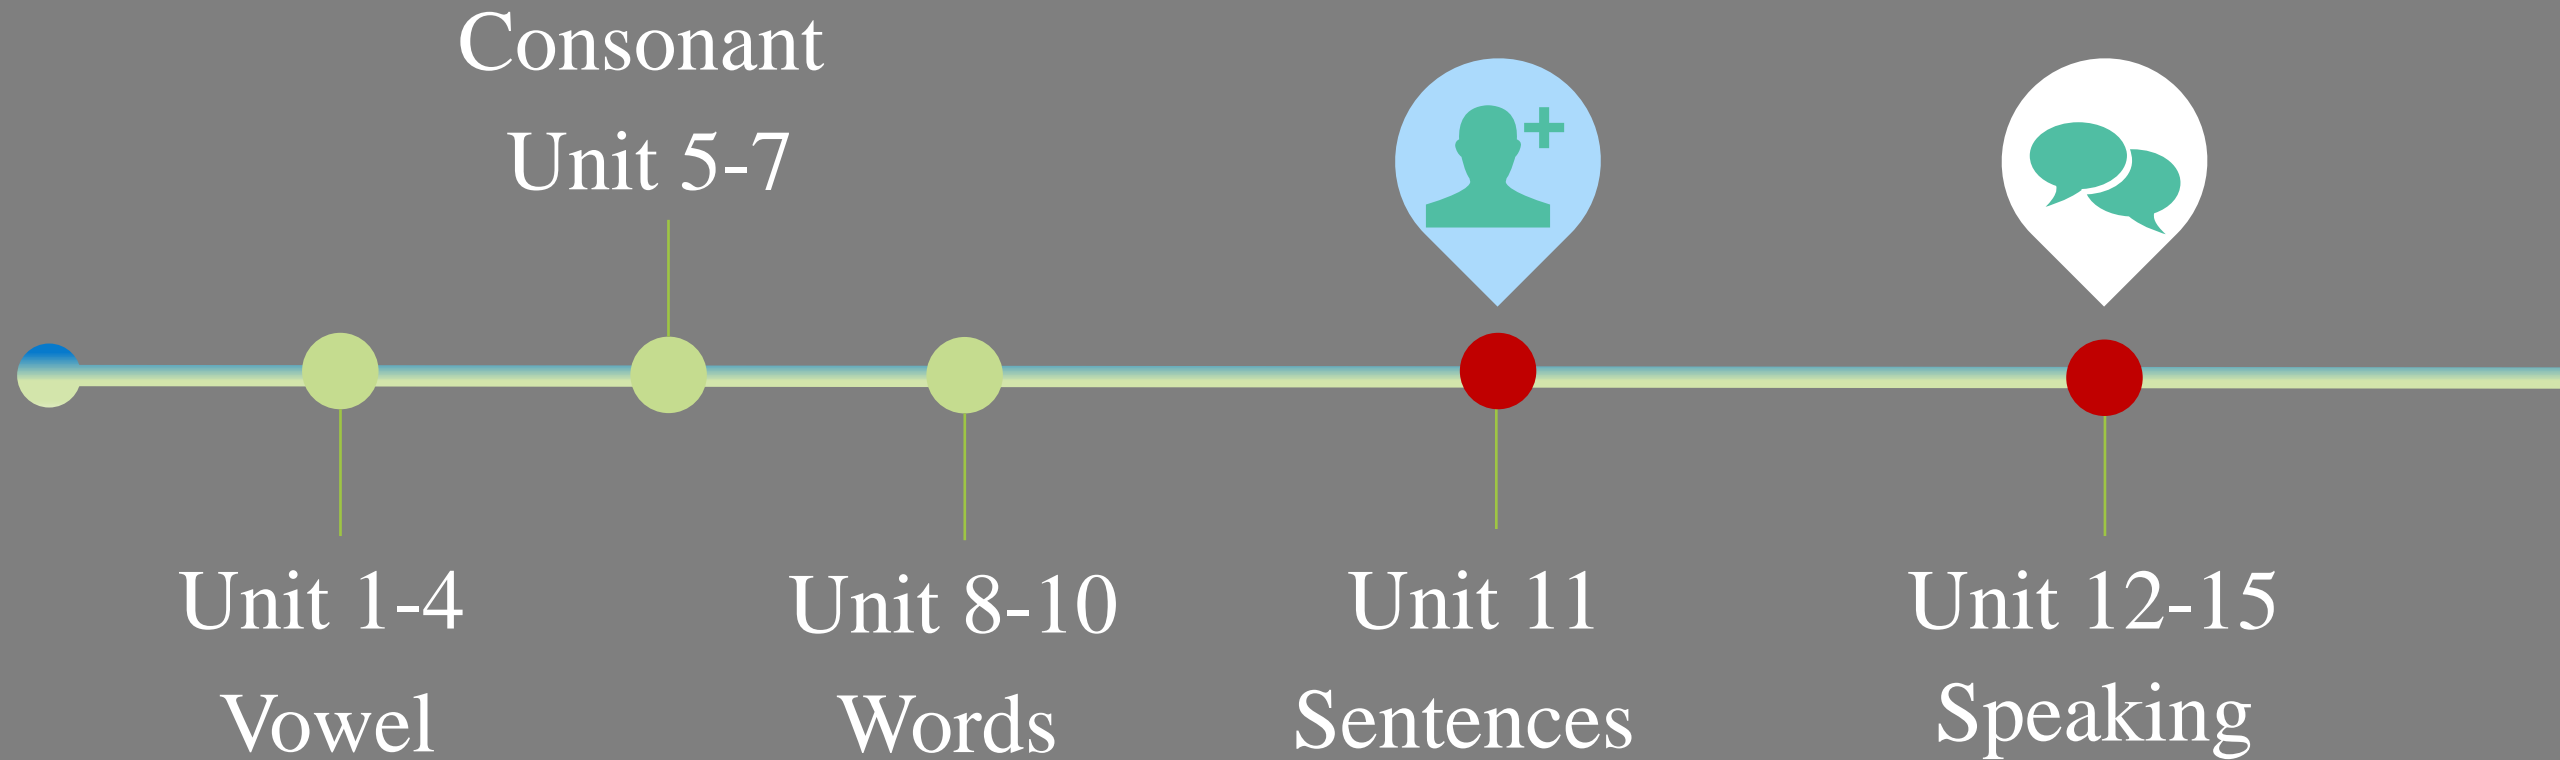 Consonant
Unit 5-7
Unit 1-4
Vowel
Unit 8-10
Words
Unit 11
Sentences
Unit 12-15
Speaking